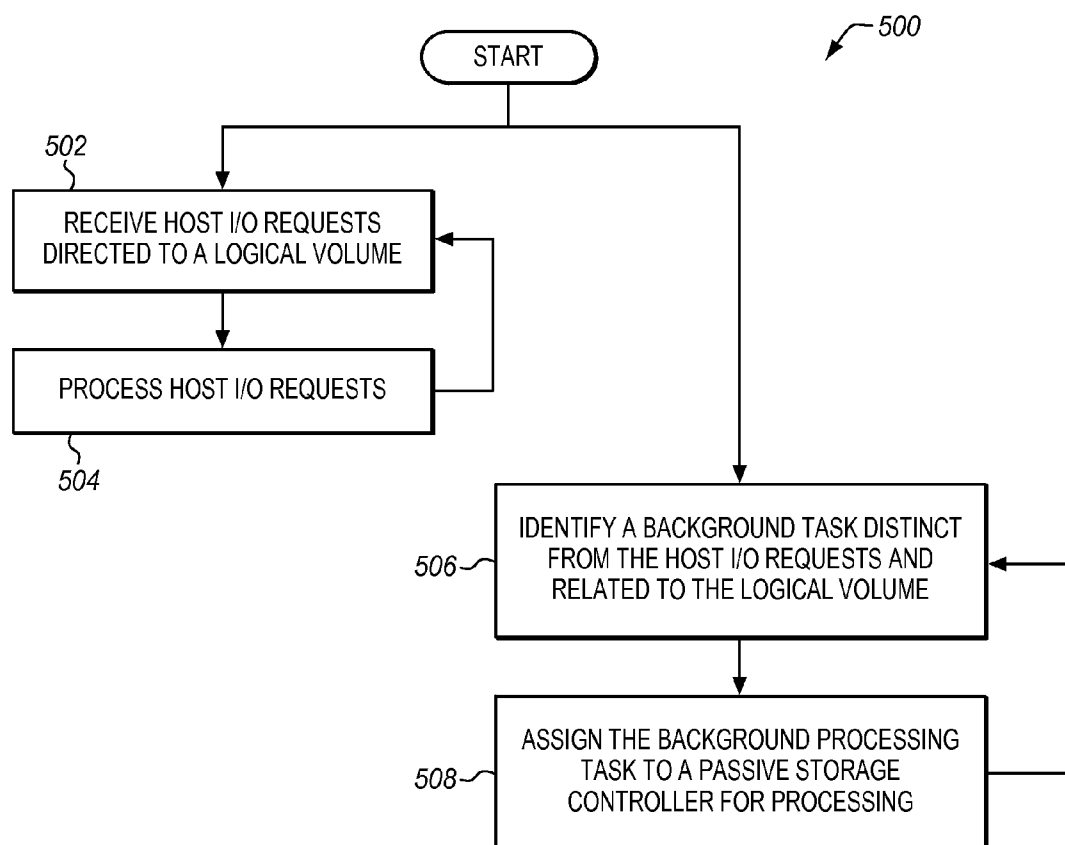 500
START
502
RECEIVE HOST I/O REQUESTS
DIRECTED TO A LOGICAL VOLUME
PROCESS HOST I/O REQUESTS
504
506
IDENTIFY A BACKGROUND TASK DISTINCT
FROM THE HOST I/O REQUESTS AND
RELATED TO THE LOGICAL VOLUME
508
ASSIGN THE BACKGROUND PROCESSING
TASK TO A PASSIVE STORAGE
CONTROLLER FOR PROCESSING